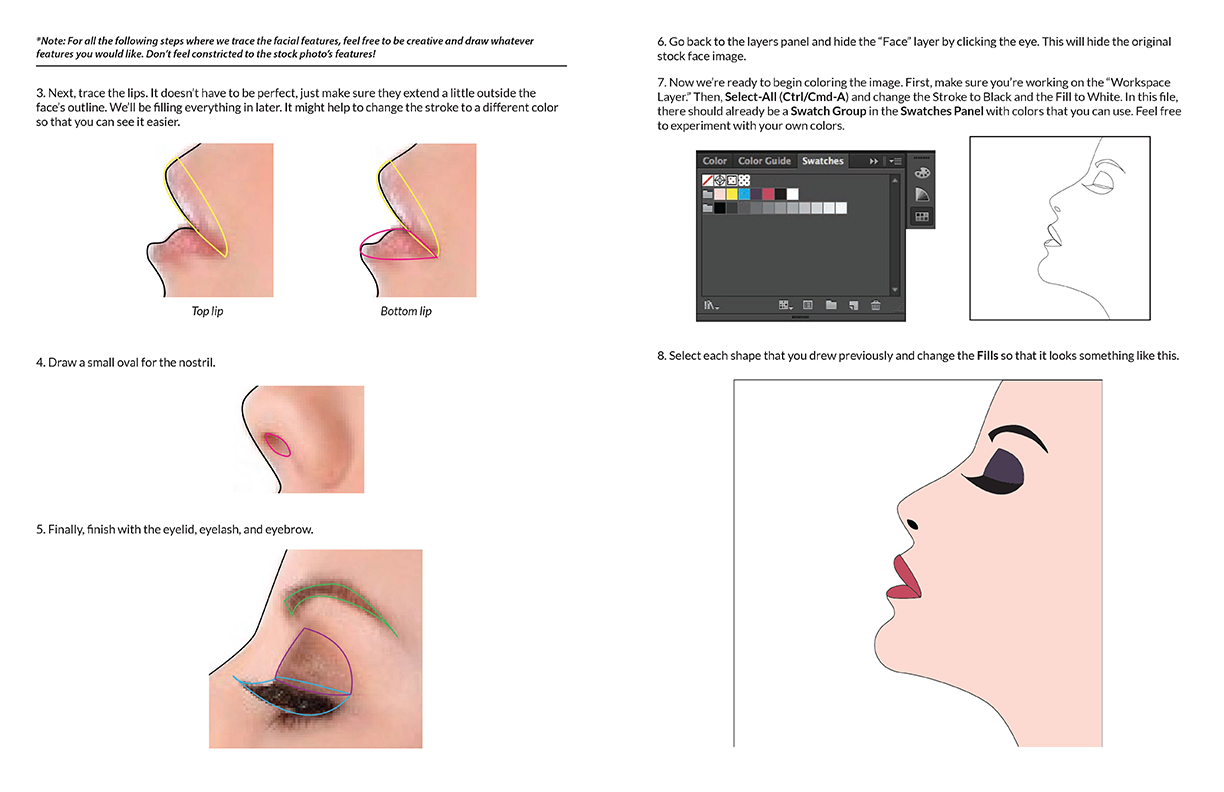 *Note: For all the following steps where we trace the facial features, feel free to be creative and draw whatever
features you would like. Don't feel constricted to the stock photo's features!
3. Next, trace the lips. It doesn't have to be perfect, just make sure they extend a little outside the
face's outline. We'll be filling everything in later. It might help to change the stroke to a different color
so that you can see it easier.
Top lip
Bottom lip
4. Draw a small oval for the nostril.
5. Finally, finish with the eyelid, eyelash, and eyebrow.
6. Go back to the layers panel and hide the “Face” layer by clicking the eye. This will hide the original
stock face image.
7. Now we're ready to begin coloring the image. First, make sure you're working on the “Workspace
Layer.” Then, Select-All (Ctrl/Cmd-A) and change the Stroke to Black and the Fill to White. In this file,
there should already be a Swatch Group in the Swatches Panel with colors that you can use. Feel free
to experiment with your own colors.
Color Color Guide Swatches
8. Select each shape that you drew previously and change the Fills so that it looks something like this.